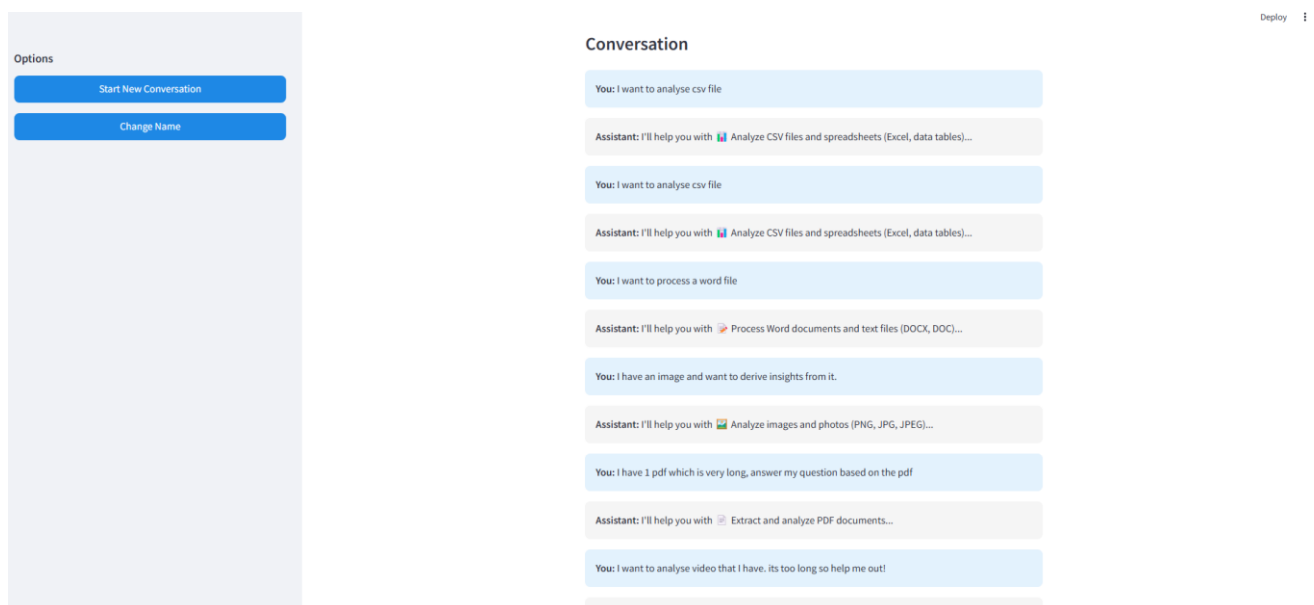 Deploy
Options
Start New Conversation
Change Name
Conversation
You: I want to analyse csv file
Assistant: I'll help you with 📊 Analyze CSV files and spreadsheets (Excel, data tables)...
You: I want to analyse csv file
Assistant: I'll help you with 📊 Analyze CSV files and spreadsheets (Excel, data tables)...
You: I want to process a word file
Assistant: I'll help you with 📝 Process Word documents and text files (DOCX, DOC)...
You: I have an image and want to derive insights from it.
Assistant: I'll help you with 🖼️ Analyze images and photos (PNG, JPG, JPEG)...
You: I have 1 pdf which is very long, answer my question based on the pdf
Assistant: I'll help you with 📄 Extract and analyze PDF documents...
You: I want to analyse video that I have. its too long so help me out!